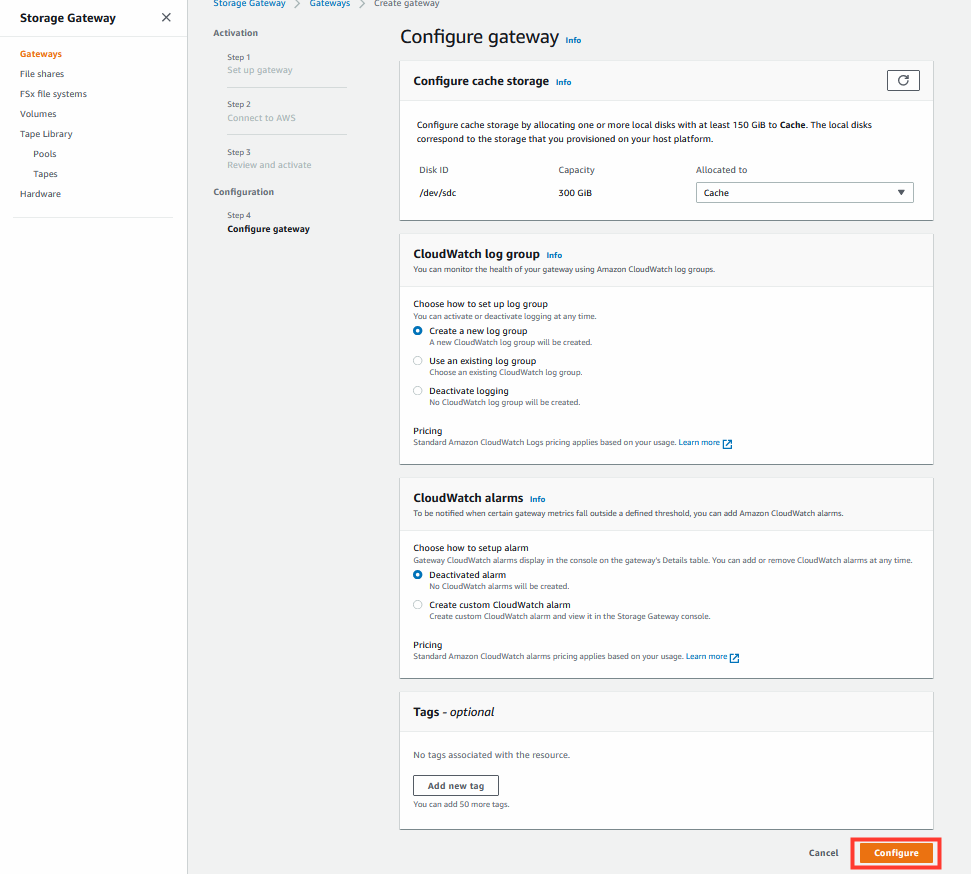 Storage Gateway
Gateways
File shares
FSx file systems
Volumes
Tape Library
Pools
Tapes
Hardware
Storage Gateway > Gateways > Create gateway
Activation
Step 1
Set up gateway
Step 2
Connect to AWS
Step 3
Review and activate
Configuration
Step 4
Configure gateway
Configure gateway Info
Configure cache storage Info
Configure cache storage by allocating one or more local disks with at least 150 GiB to Cache. The local disks
correspond to the storage that you provisioned on your host platform.
Disk ID Capacity Allocated to
/dev/sdc 300 GiB Cache
CloudWatch log group Info
You can monitor the health of your gateway using Amazon CloudWatch log groups.
Choose how to set up log group
You can activate or deactivate logging at any time.
Create a new log group
A new CloudWatch log group will be created.
Use an existing log group
Choose an existing CloudWatch log group.
Deactivate logging
No CloudWatch log group will be created.
Pricing
Standard Amazon CloudWatch Logs pricing applies based on your usage. Learn more
CloudWatch alarms Info
To be notified when certain gateway metrics fall outside a defined threshold, you can add Amazon CloudWatch alarms.
Choose how to setup alarm
Gateway CloudWatch alarms display in the console on the gateway's Details table. You can add or remove CloudWatch alarms at any time.
Deactivated alarm
No CloudWatch alarms will be created.
Create custom CloudWatch alarm
Create custom CloudWatch alarm and view it in the Storage Gateway console.
Pricing
Standard Amazon CloudWatch alarms pricing applies based on your usage. Learn more
Tags - optional
No tags associated with the resource.
Add new tag
You can add 50 more tags.
Cancel Configure